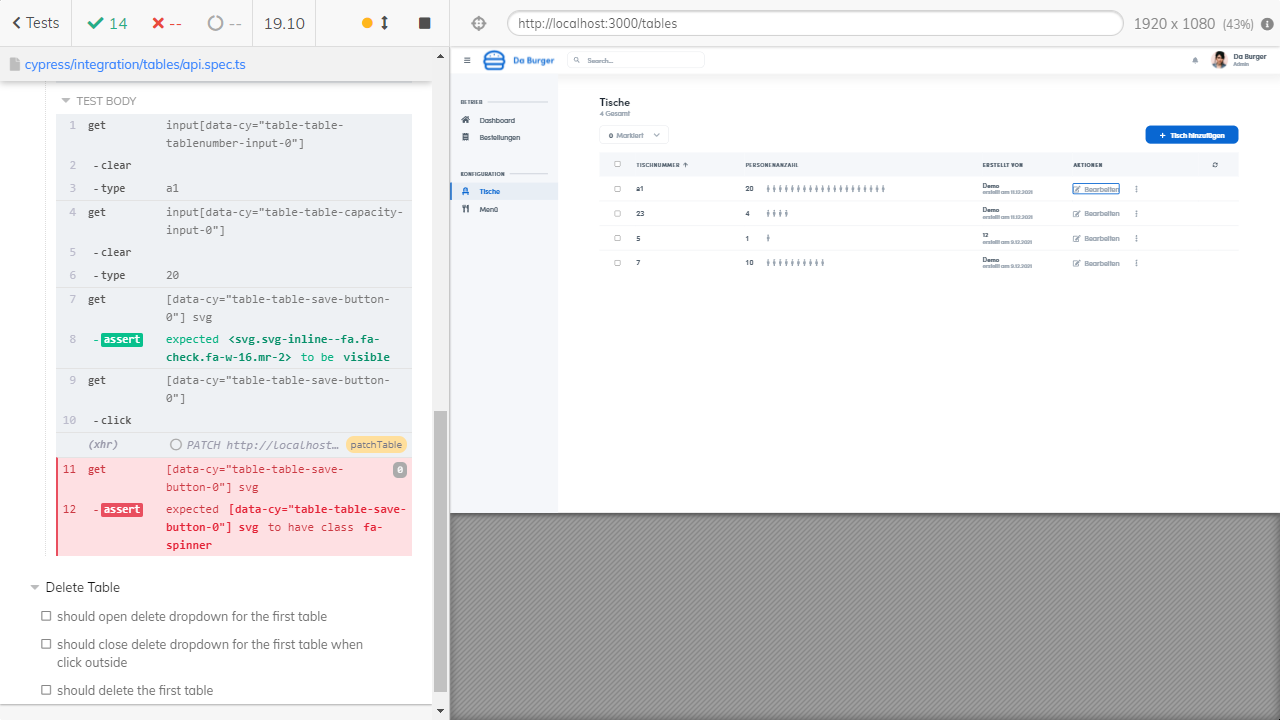 Tests 14 -- -- 19.10
http://localhost:3000/tables 1920 x 1080 (43%)
cypress/integration/tables/api.spec.ts
TEST BODY
1 get input[data-cy="table-table-
tablenumber-input-0"]
2 -clear
3 -type a1
4 get input[data-cy="table-table-capacity-
input-0"]
5 -clear
6 -type 20
7 get [data-cy="table-table-save-button-
0"] svg
8 -assert expected <svg.svg-inline--fa.fa-
check.fa-w-16.mr-2> to be visible
9 get [data-cy="table-table-save-button-
0"]
10 -click
(xhr) PATCH http://localhost… patchTable
11 get [data-cy="table-table-save- 0
button-0"] svg
12 -assert expected [data-cy="table-table-save-
button-0"] svg to have class fa-
spinner
Delete Table
should open delete dropdown for the first table
should close delete dropdown for the first table when
click outside
should delete the first table
Da Burger
Search...
Da Burger
Admin
BETRIEB
Dashboard
Bestellungen
KONFIGURATION
Tische
Menü
Tische
4 Gesamt
0 Markiert
+ Tisch hinzufügen
TISCHNUMMER PERSONENANZAHL ERSTELLT VON AKTIONEN
a1 20 Demo Bearbeiten
erstellt am 13.12.2021
23 4 Demo Bearbeiten
erstellt am 13.12.2021
5 1 12 Bearbeiten
erstellt am 9.12.2021
7 10 Demo Bearbeiten
erstellt am 9.12.2021